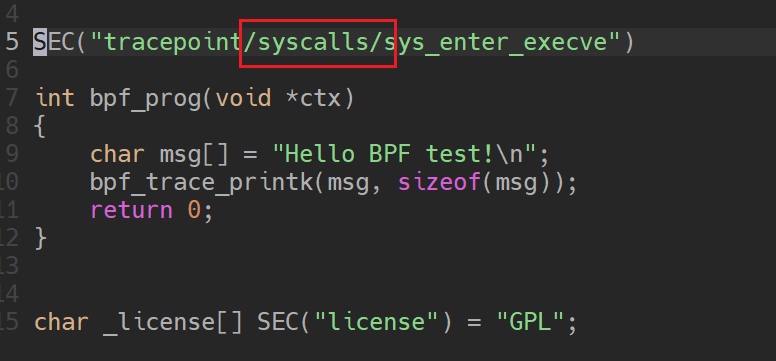 4
5 SEC("tracepoint/syscalls/sys_enter_execve")
6
7 int bpf_prog(void *ctx)
8 {
9     char msg[] = "Hello BPF test!\n";
10     bpf_trace_printk(msg, sizeof(msg));
11     return 0;
12 }
13
14
15 char _license[] SEC("license") = "GPL";